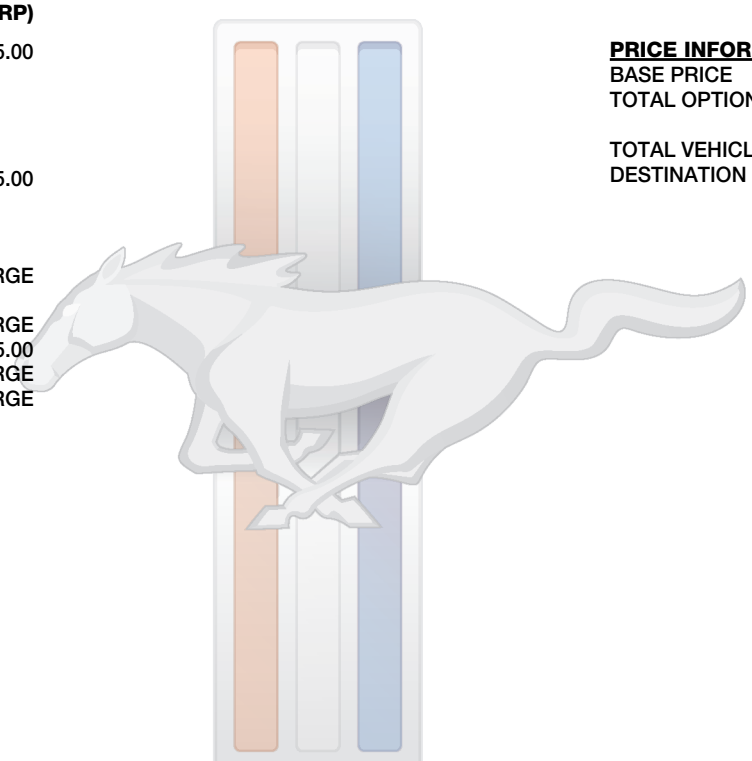 RP)
5.00
5.00
RGE
RGE
5.00
RGE
RGE
PRICE INFOR
BASE PRICE
TOTAL OPTION
TOTAL VEHICL
DESTINATION